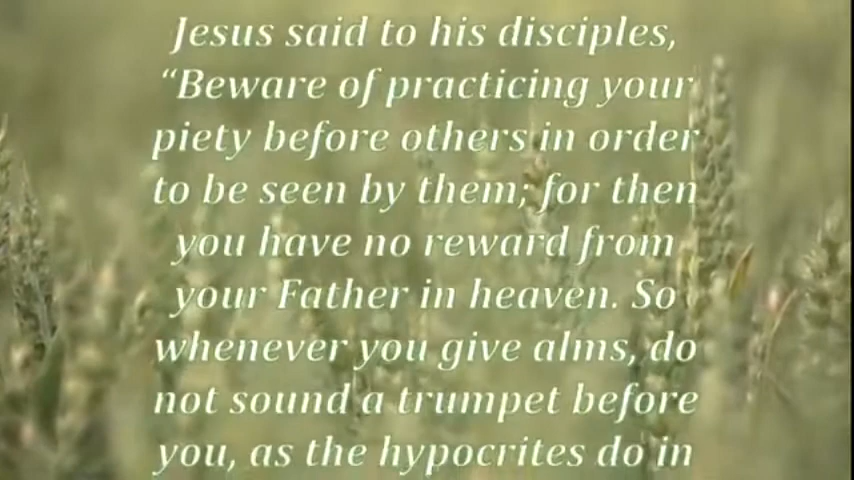 Jesus said to his disciples,
“Beware of practicing your
piety before others in order
to be seen by them; for then
you have no reward from
your Father in heaven. So
whenever you give alms, do
not sound a trumpet before
you, as the hypocrites do in